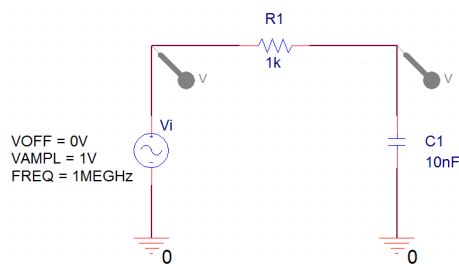 R1
V
1k
V
Vi
VOFF = 0V
VAMPL = 1V
FREQ = 1MEGHz
C1
10nF
0
0